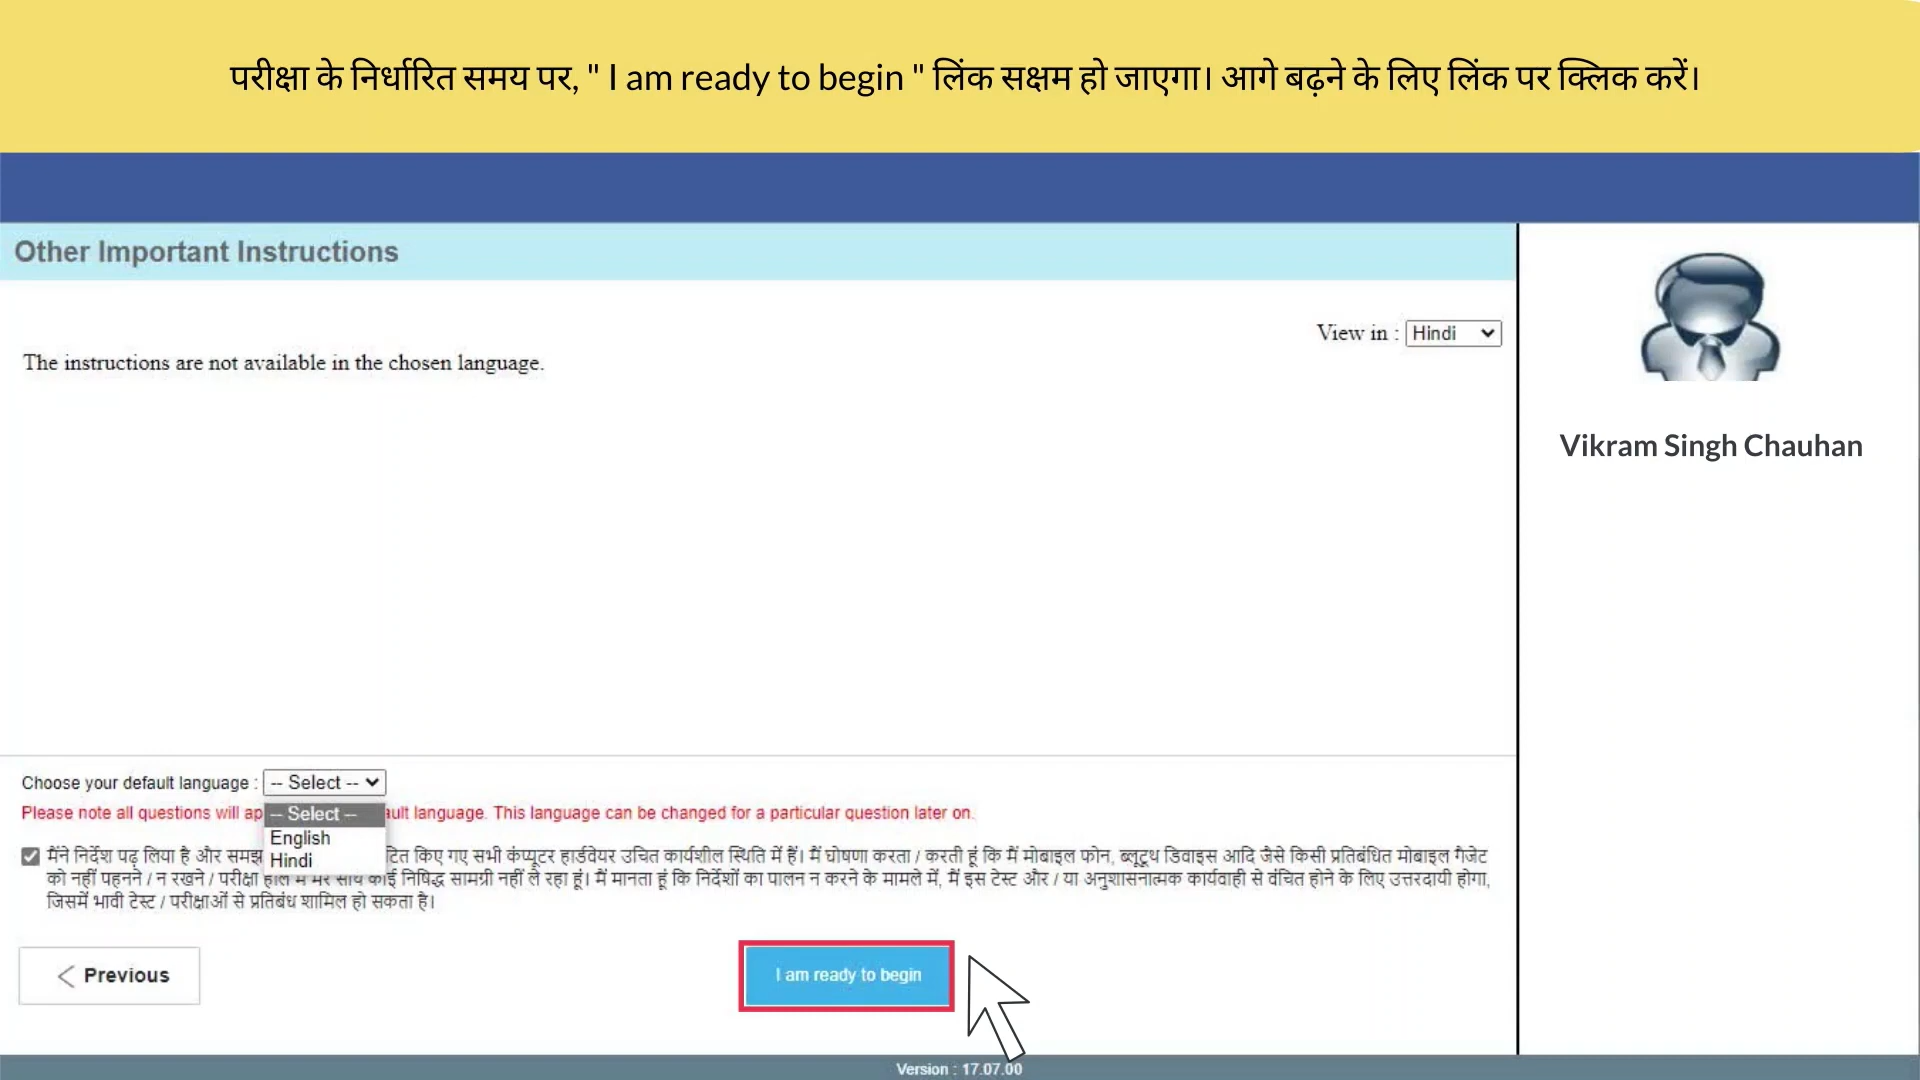 परीक्षा के निर्धारित समय पर, " I am ready to begin " लिंक सक्षम हो जाएगा। आगे बढ़ने के लिए लिंक पर क्लिक करें।
Other Important Instructions
View in : Hindi
The instructions are not available in the chosen language.
Vikram Singh Chauhan
Choose your default language : -- Select --
Please note all questions will ap
ault language. This language can be changed for a particular question later on.
-- Select --
English
Hindi
मैंने निर्देश पढ़ लिया है और समझ
टित किए गए सभी कंप्यूटर हार्डवेयर उचित कार्यशील स्थिति में हैं। मैं घोषणा करता / करती हूं कि मैं मोबाइल फोन, ब्लूटूथ डिवाइस आदि जैसे किसी प्रतिबंधित मोबाइल गैजेट
को नहीं पहनने / न रखने / परीक्षा हॉल में मेरे साथ कोई निषिद्ध सामग्री नहीं ले रहा हूं। मैं मानता हूं कि निर्देशों का पालन न करने के मामले में, मैं इस टेस्ट और / या अनुशासनात्मक कार्यवाही से वंचित होने के लिए उत्तरदायी होगा,
जिसमें भावी टेस्ट / परीक्षाओं से प्रतिबंध शामिल हो सकता है।
Previous
I am ready to begin
Version : 17.07.00